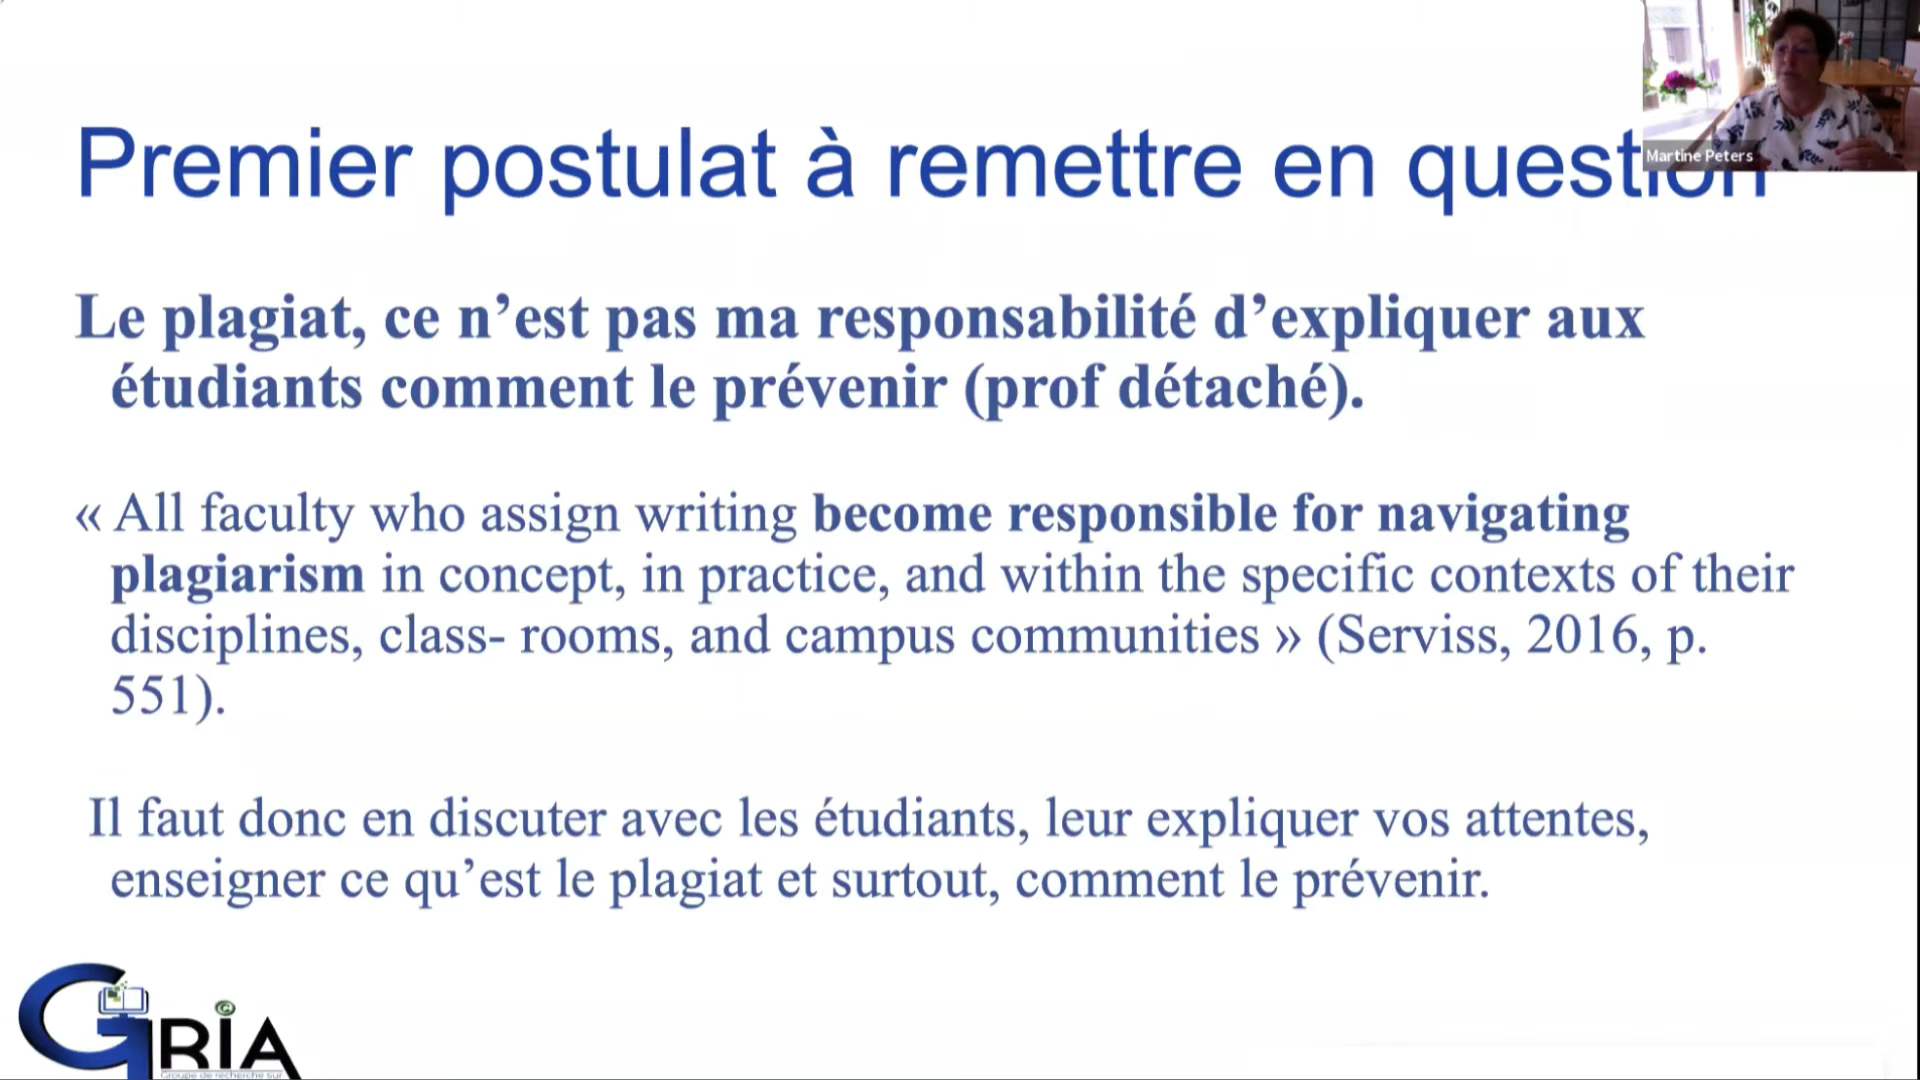 Premier postulat à remettre en question
Martine Peters
Le plagiat, ce n’est pas ma responsabilité d’expliquer aux
étudiants comment le prévenir (prof détaché).
« All faculty who assign writing become responsible for navigating
plagiarism in concept, in practice, and within the specific contexts of their
disciplines, class- rooms, and campus communities » (Serviss, 2016, p.
551).
Il faut donc en discuter avec les étudiants, leur expliquer vos attentes,
enseigner ce qu’est le plagiat et surtout, comment le prévenir.
GRIA
Groupe de recherche sur